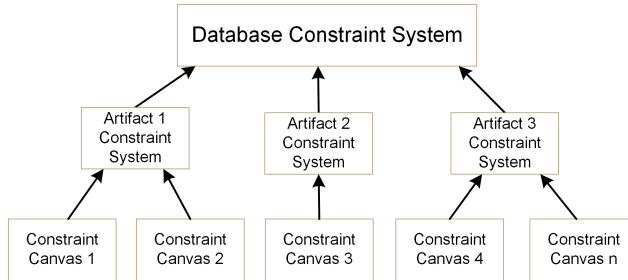 Database Constraint System
Artifact 1
Constraint
System
Artifact 2
Constraint
System
Artifact 3
Constraint
System
Constraint
Canvas 1
Constraint
Canvas 2
Constraint
Canvas 3
Constraint
Canvas 4
Constraint
Canvas n